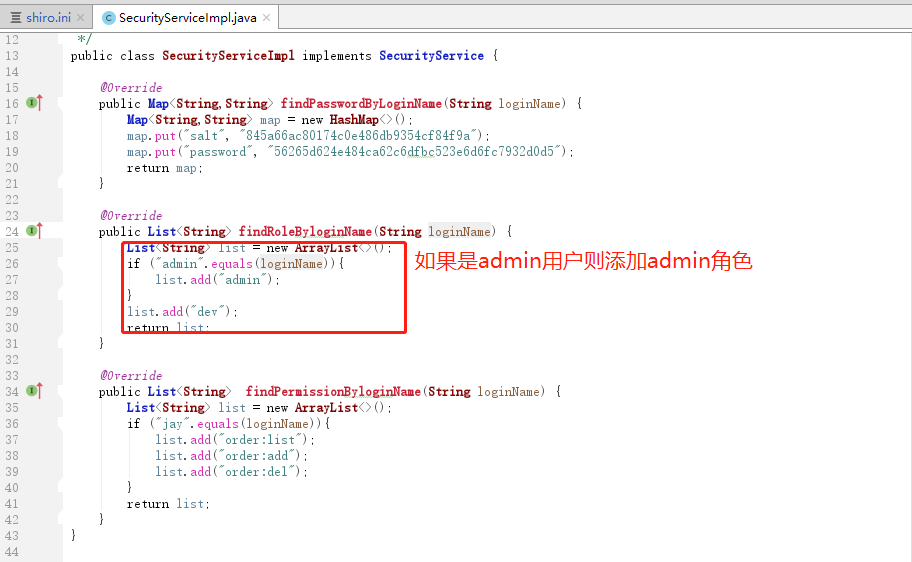 shiro.ini
SecurityServiceImpl.java
12 */
13 public class SecurityServiceImpl implements SecurityService {
14
15 @Override
16 public Map<String,String> findPasswordByLoginName(String loginName) {
17 Map<String,String> map = new HashMap<>();
18 map.put("salt", "845a66ac80174c0e486db9354cf84f9a");
19 map.put("password", "56265d624e484ca62c6dfbc523e6d6fc7932d0d5");
20 return map;
21 }
22
23 @Override
24 public List<String> findRoleByloginName(String loginName) {
25 List<String> list = new ArrayList<>();
26 if ("admin".equals(loginName)){
如果是admin用户则添加admin角色
27 list.add("admin");
28 }
29 list.add("dev");
30 return list;
31 }
32
33 @Override
34 public List<String> findPermissionByloginName(String loginName) {
35 List<String> list = new ArrayList<>();
36 if ("jay".equals(loginName)){
37 list.add("order:list");
38 list.add("order:add");
39 list.add("order:del");
40 }
41 return list;
42 }
43 }
44